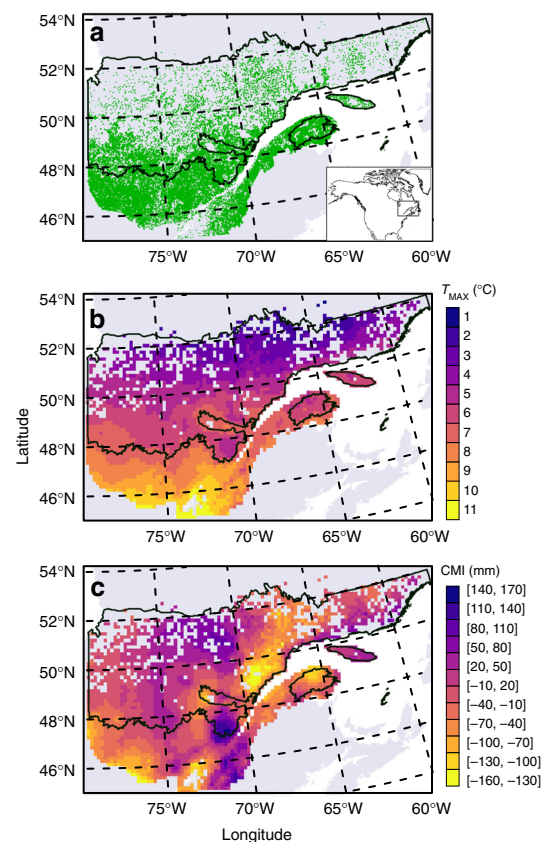 a
54°N
52°N
50°N
48°N
46°N
75°W
70°W
65°W
60°W
b
54°N
52°N
50°N
48°N
46°N
75°W
70°W
65°W
60°W
Latitude
TMAX (°C)
1
2
3
4
5
6
7
8
9
10
11
c
54°N
52°N
50°N
48°N
46°N
75°W
70°W
65°W
60°W
Longitude
CMI (mm)
[140, 170]
[110, 140]
[80, 110]
[50, 80]
[20, 50]
[−10, 20]
[−40, −10]
[−70, −40]
[−100, −70]
[−130, −100]
[−160, −130]